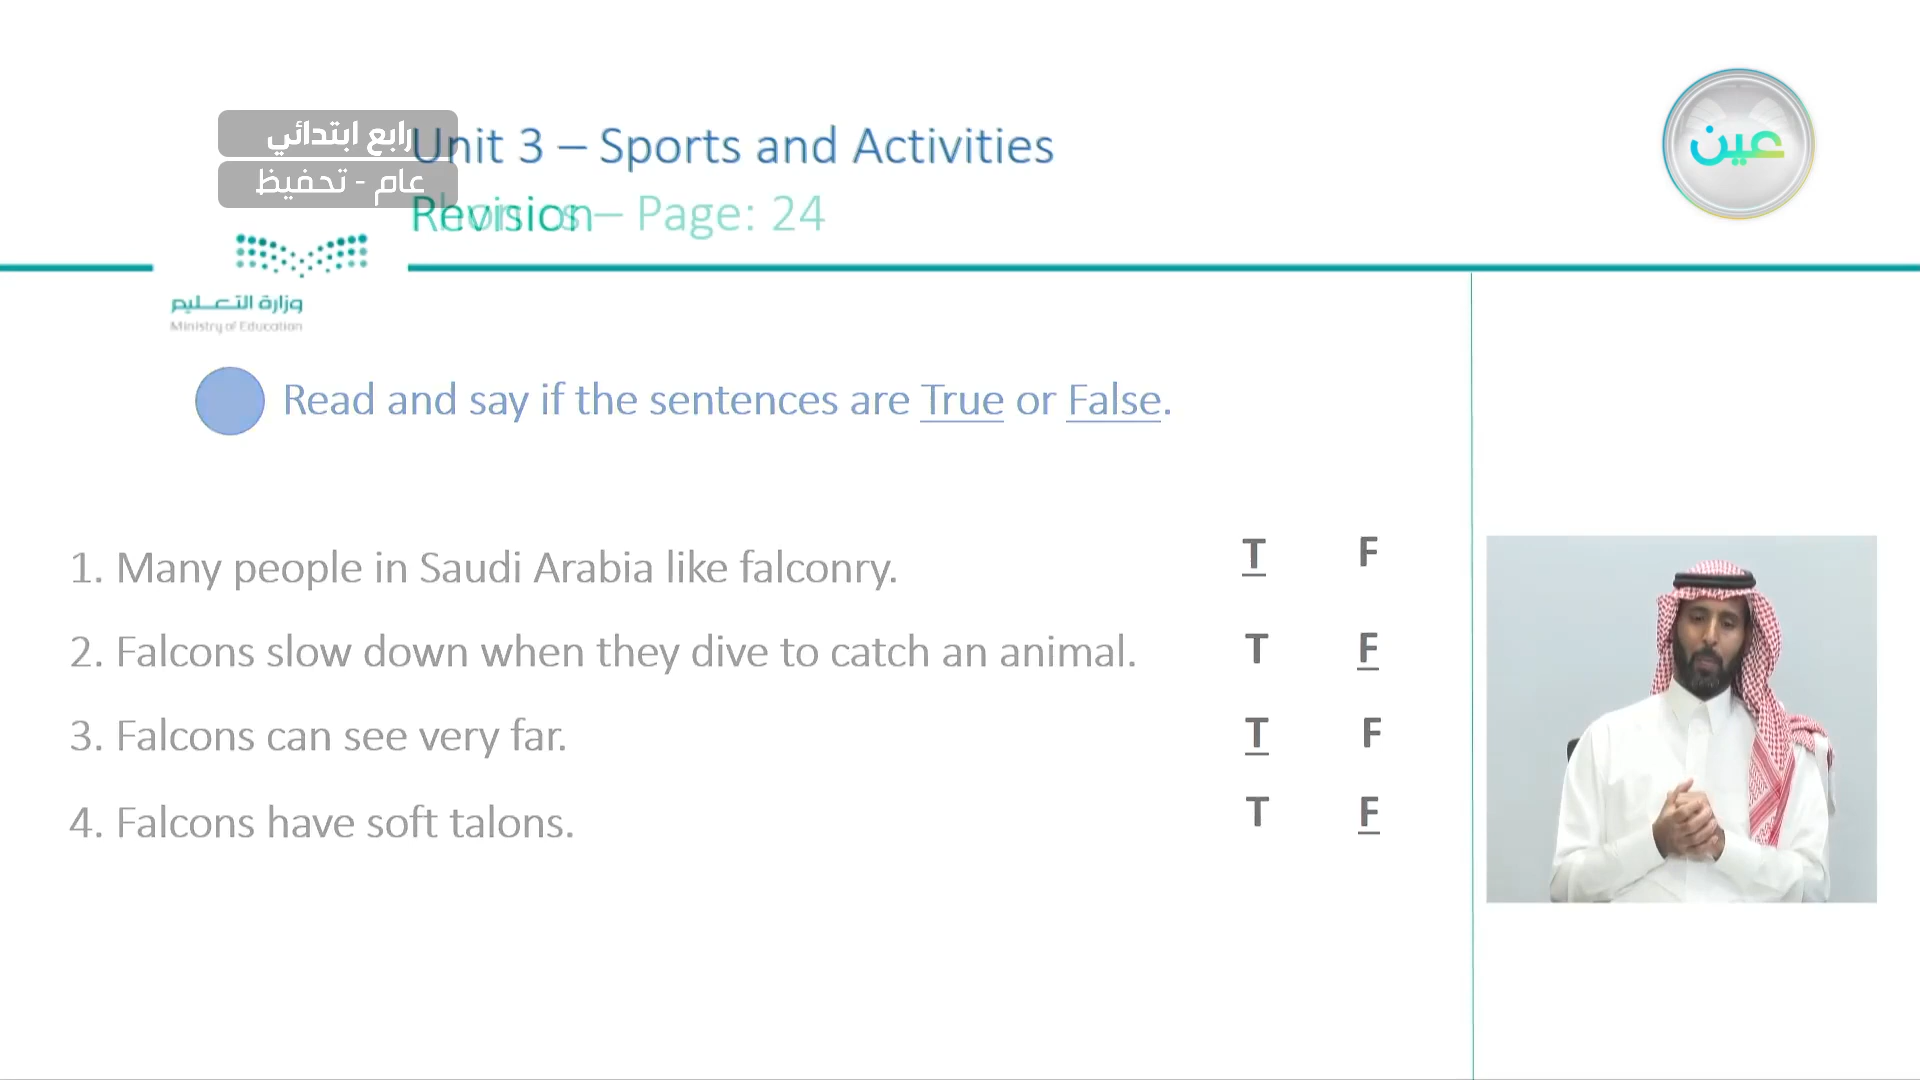 رابع ابتدائي
عام - تحفيظ
Unit 3 – Sports and Activities
Revision – Page: 24
عين
وزارة التعليم
Ministry of Education
Read and say if the sentences are True or False.
1. Many people in Saudi Arabia like falconry. T F
2. Falcons slow down when they dive to catch an animal. T F
3. Falcons can see very far. T F
4. Falcons have soft talons. T F